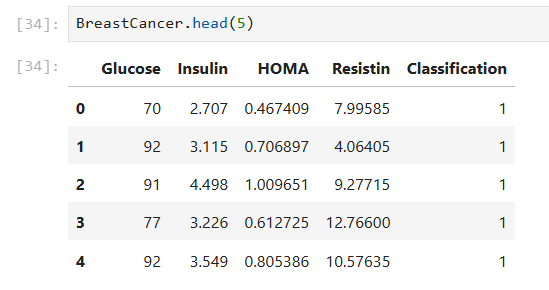 [34]: BreastCancer.head(5)
[34]:
Glucose Insulin HOMA Resistin Classification
0 70 2.707 0.467409 7.99585 1
1 92 3.115 0.706897 4.06405 1
2 91 4.498 1.009651 9.27715 1
3 77 3.226 0.612725 12.76600 1
4 92 3.549 0.805386 10.57635 1